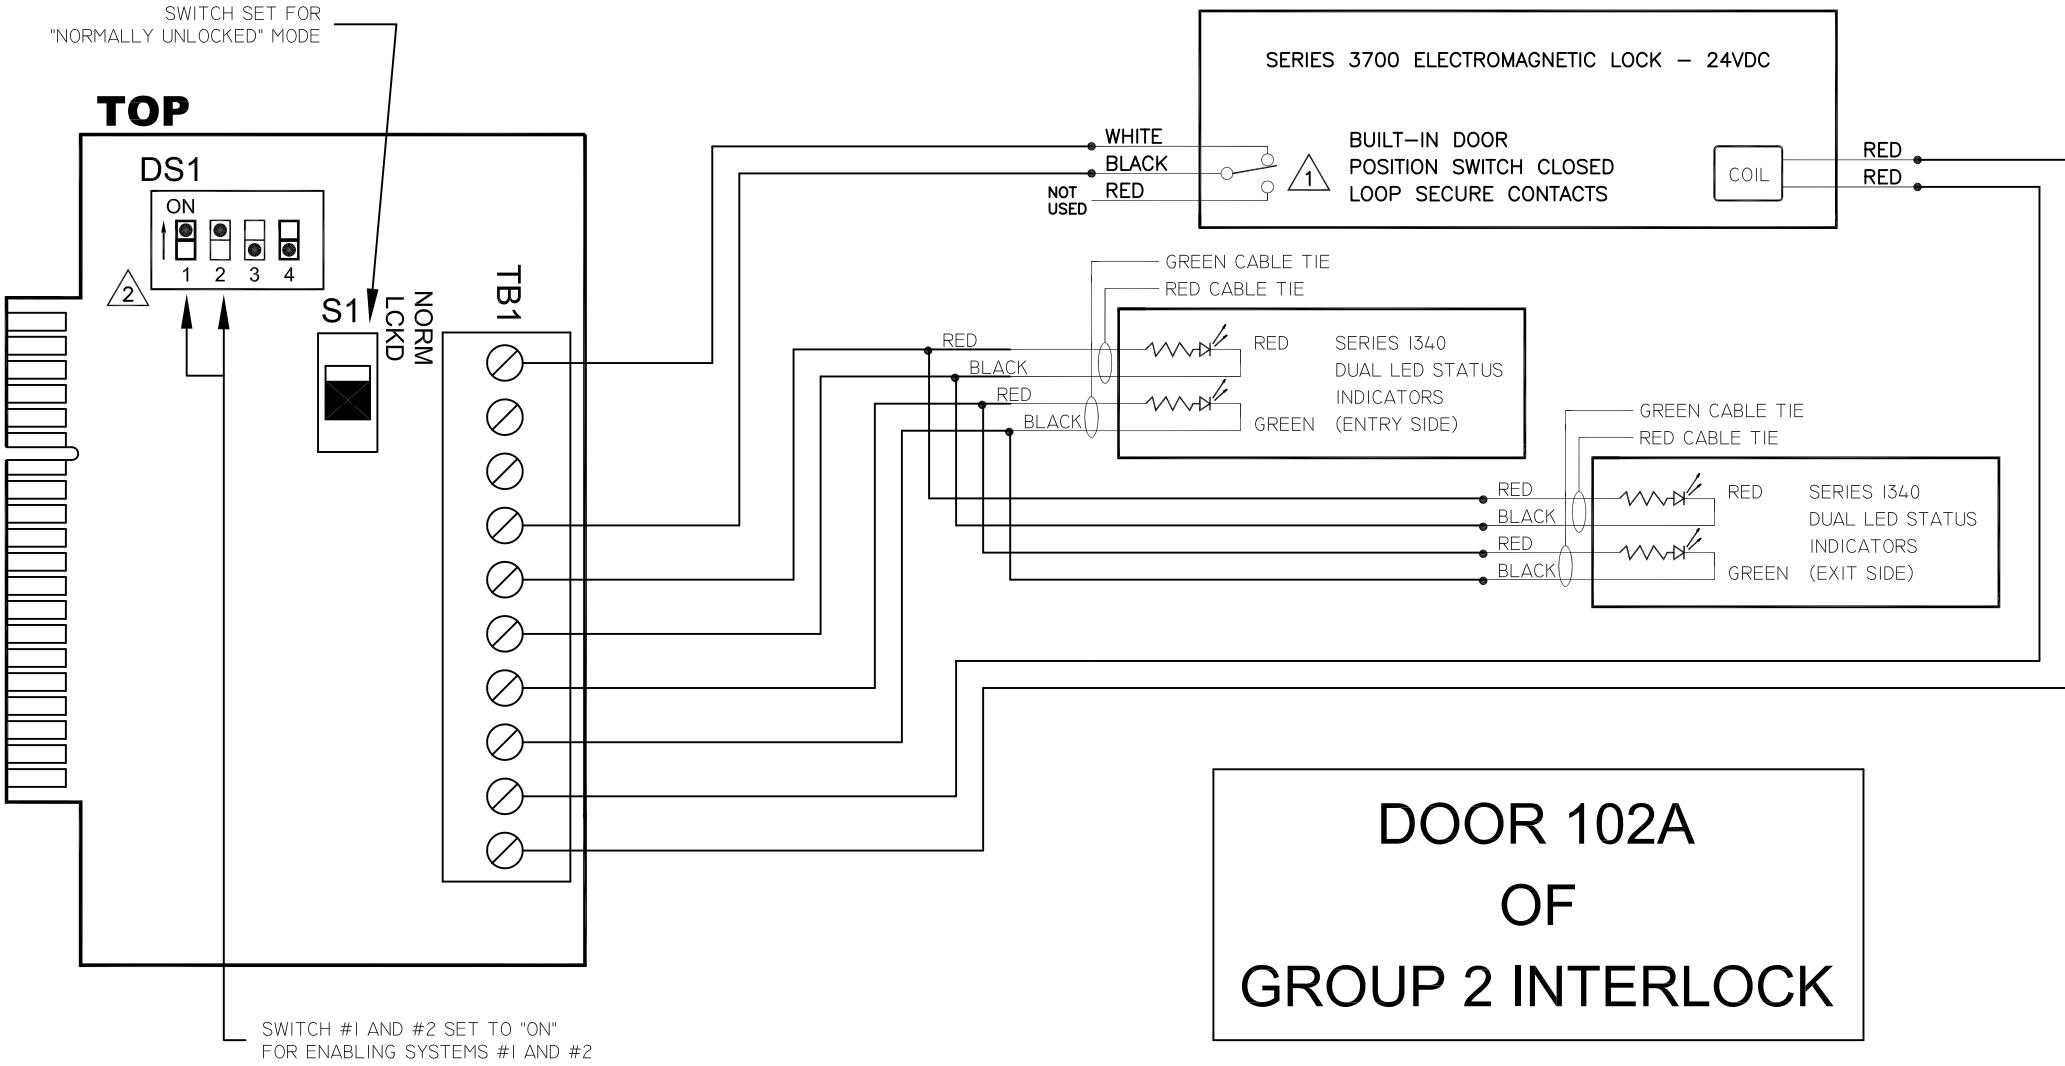 SWITCH SET FOR
"NORMALLY UNLOCKED" MODE
TOP
DS1
ON
1 2 3 4
2
S1
NORM
LCKD
TB1
SWITCH #1 AND #2 SET TO "ON"
FOR ENABLING SYSTEMS #1 AND #2
SERIES 3700 ELECTROMAGNETIC LOCK – 24VDC
WHITE
BLACK
RED
NOT
USED
1
BUILT–IN DOOR
POSITION SWITCH CLOSED
LOOP SECURE CONTACTS
COIL
RED
RED
GREEN CABLE TIE
RED CABLE TIE
RED
BLACK
RED
BLACK
RED
GREEN
SERIES 1340
DUAL LED STATUS
INDICATORS
(ENTRY SIDE)
GREEN CABLE TIE
RED CABLE TIE
RED
BLACK
RED
BLACK
RED
GREEN
SERIES 1340
DUAL LED STATUS
INDICATORS
(EXIT SIDE)
DOOR 102A
OF
GROUP 2 INTERLOCK